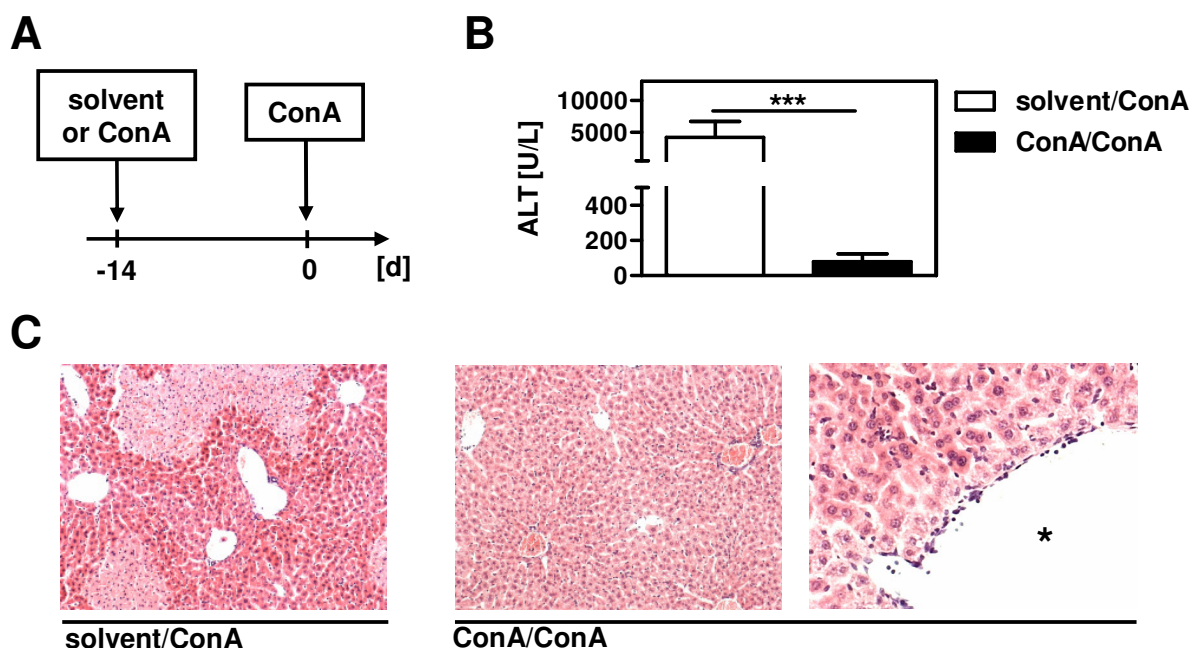 A
solvent
or ConA
ConA
-14
0
[d]
B
ALT [U/L]
10000
5000
400
200
0
***
solvent/ConA
ConA/ConA
C
*
solvent/ConA
ConA/ConA